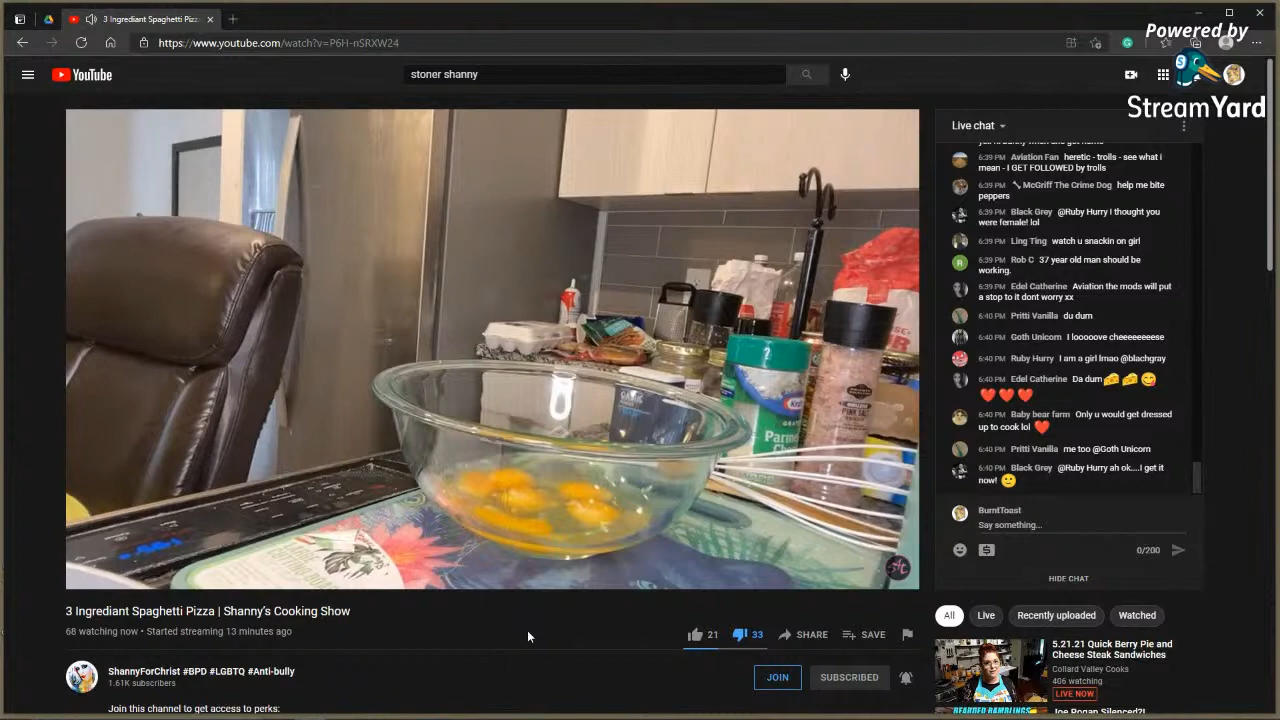 3 Ingrediant Spaghetti Pizz
https://www.youtube.com/watch?v=P6H-nSRXW24
Powered by
StreamYard
YouTube
stoner shanny
Live chat
6:39 PM Aviation Fan heretic - trolls - see what i
mean - I GET FOLLOWED by trolls
6:39 PM McGriff The Crime Dog help me bite
peppers
6:39 PM Black Grey @Ruby Hurry I thought you
were female! lol
6:39 PM Ling Ting watch u snackin on girl
6:39 PM Rob C 37 year old man should be
working.
6:39 PM Edel Catherine Aviation the mods will put
a stop to it dont worry xx
6:40 PM Pritti Vanilla du dum
6:40 PM Goth Unicorn I looooove cheeeeeeeese
6:40 PM Ruby Hurry I am a girl lmao @blachgray
6:40 PM Edel Catherine Da dum🧀🧀😋
❤️❤️❤️
6:40 PM Baby bear farm Only u would get dressed
up to cook lol ❤️
6:40 PM Pritti Vanilla me too @Goth Unicorn
6:40 PM Black Grey @Ruby Hurry ah ok....I get it
now! 🙂
BurntToast
Say something...
0/200
HIDE CHAT
Kraft
Parme
PINK SALT
3 Ingrediant Spaghetti Pizza | Shanny's Cooking Show
68 watching now • Started streaming 13 minutes ago
21
33
SHARE
SAVE
ShannyForChrist #BPD #LGBTQ #Anti-bully
1.61K subscribers
JOIN
SUBSCRIBED
Join this channel to get access to perks:
All
Live
Recently uploaded
Watched
5.21.21 Quick Berry Pie and
Cheese Steak Sandwiches
Collard Valley Cooks
406 watching
LIVE NOW
BEARDED RAMBLINGS
Joe Rogan Silenced?!